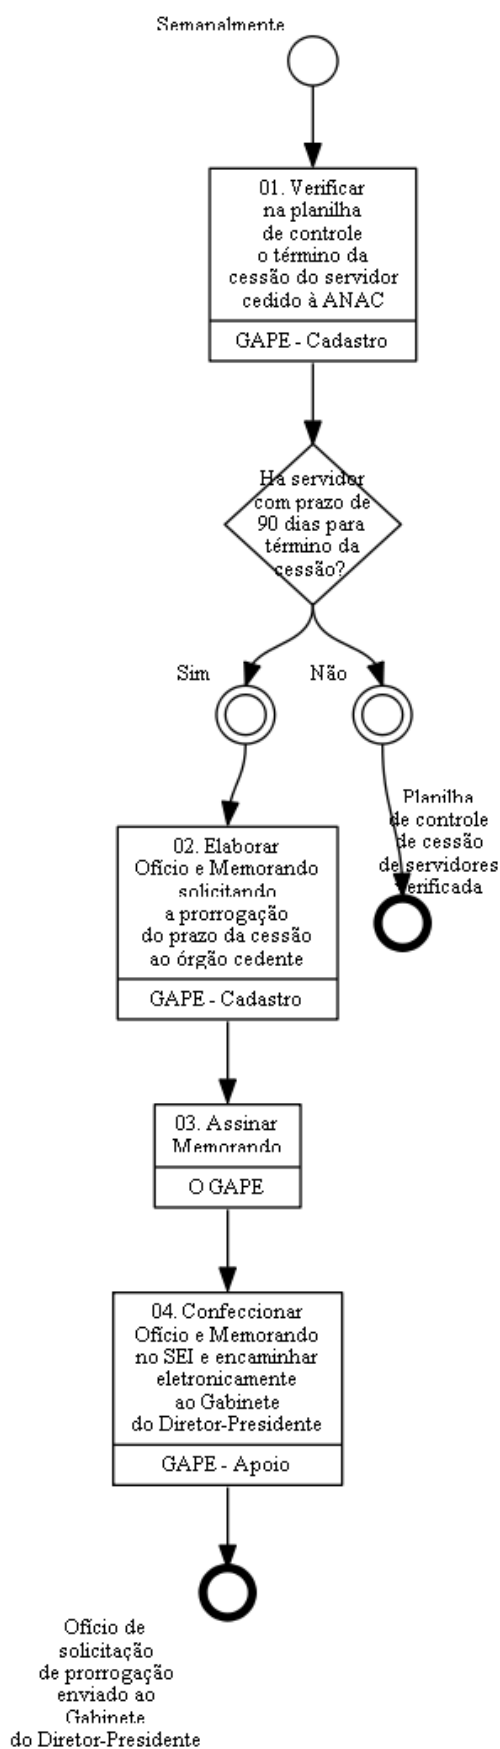 Semanalmente
01. Verificar
na planilha
de controle
o término da
cessão do servidor
cedido à ANAC
GAPE - Cadastro
Há servidor
com prazo de
90 dias para
término da
cessão?
Sim
Não
Planilha
de controle
de cessão
de servidores
verificada
02. Elaborar
Ofício e Memorando
solicitando
a prorrogação
do prazo da cessão
ao órgão cedente
GAPE - Cadastro
03. Assinar
Memorando
O GAPE
04. Confeccionar
Ofício e Memorando
no SEI e encaminhar
eletronicamente
ao Gabinete
do Diretor-Presidente
GAPE - Apoio
Ofício de
solicitação
de prorrogação
enviado ao
Gabinete
do Diretor-Presidente